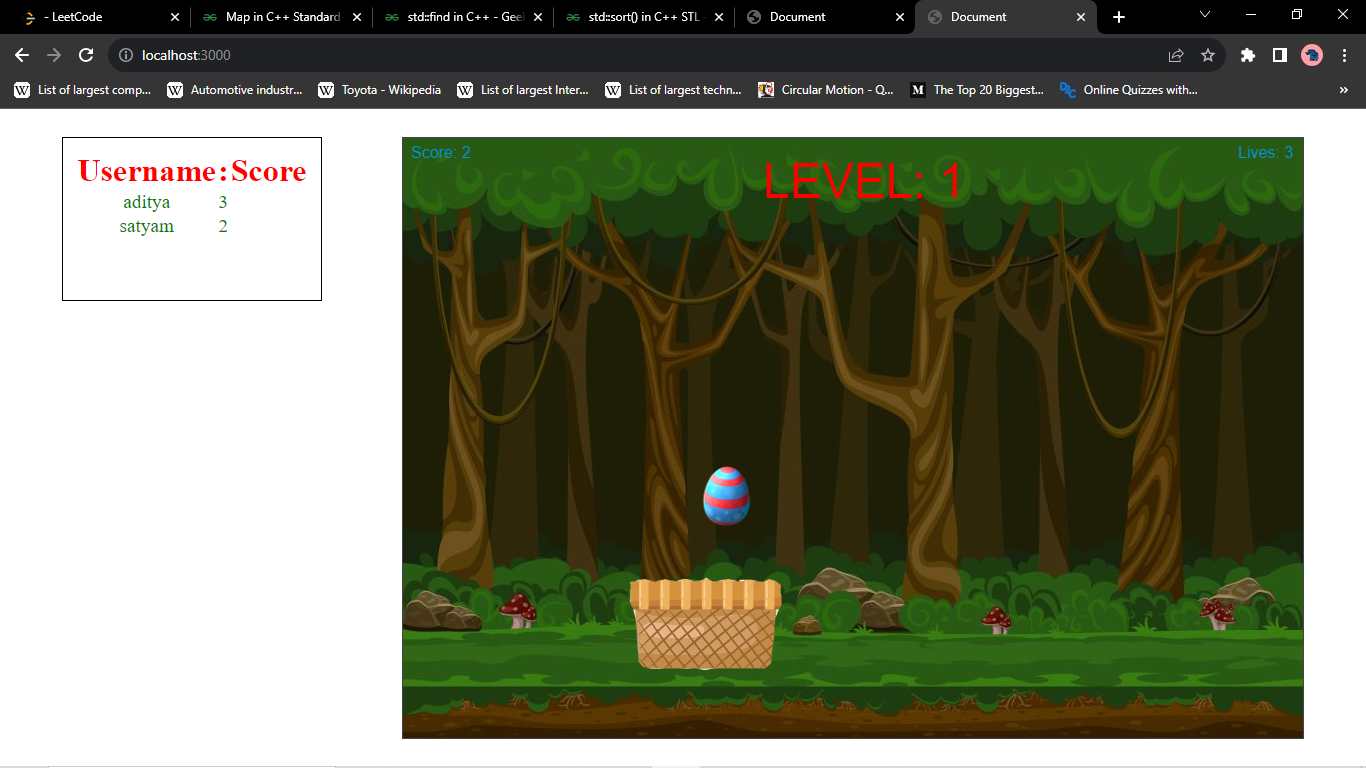 - LeetCode
Map in C++ Standard
std::find in C++ - Geel
std::sort() in C++ STL -
Document
Document
localhost:3000
List of largest comp...
Automotive industr...
Toyota - Wikipedia
List of largest Inter...
List of largest techn...
Circular Motion - Q...
The Top 20 Biggest...
Online Quizzes with...
Username:Score
aditya 3
satyam 2
Score: 2
LEVEL: 1
Lives: 3